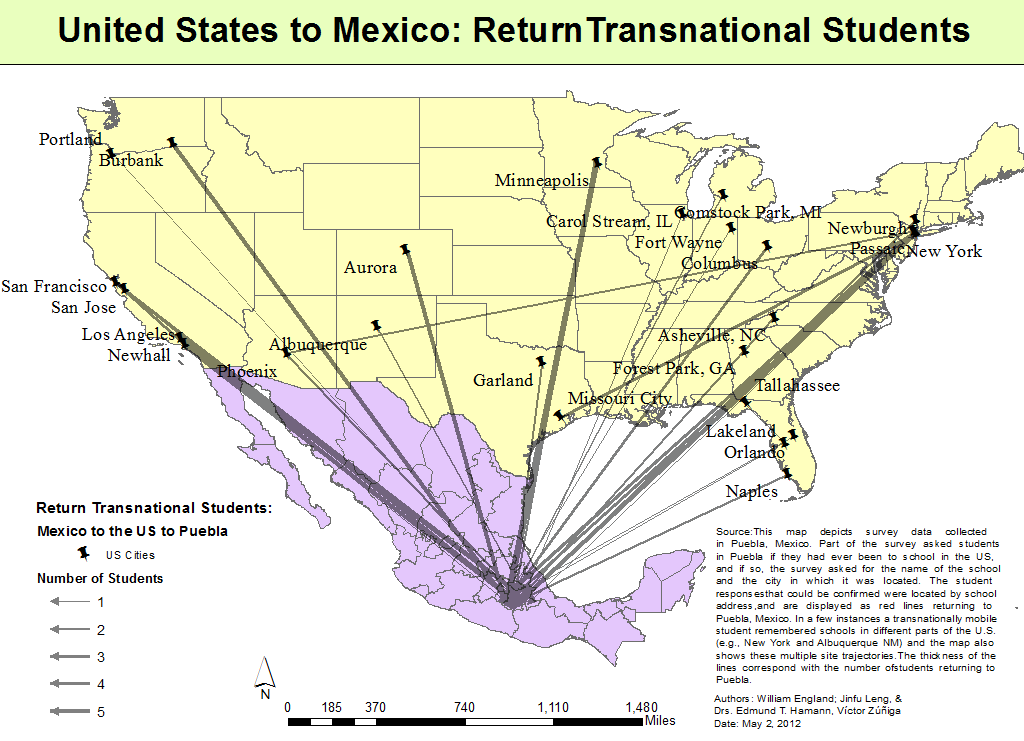 United States to Mexico: ReturnTransnational Students
Portland
Burbank
Minneapolis
Comstock Park, MI
Carol Stream, IL
Newburgh
Fort Wayne
Passaic
New York
Columbus
Aurora
San Francisco
San Jose
Los Angeles
Albuquerque
Asheville, NC
Newhall
Phoenix
Garland
Forest Park, GA
Tallahassee
Missouri City
Lakeland
Orlando
Naples
Return Transnational Students:
Mexico to the US to Puebla
US Cities
Number of Students
1
2
3
4
5
N
0 185 370 740 1,110 1,480
Miles
Source:This map depicts survey data collected
in Puebla, Mexico. Part of the survey asked students
in Puebla if they had ever been to school in the US,
and if so, the survey asked for the name of the school
and the city in which it was located. The student
responsesthat could be confirmed were located by school
address,and are displayed as red lines returning to
Puebla, Mexico. In a few instances a transnationally mobile
student remembered schools in different parts of the U.S.
(e.g., New York and Albuquerque NM) and the map also
shows these multiple site trajectories.The thickness of the
lines correspond with the number ofstudents returning to
Puebla.
Authors: William England; Jinfu Leng, &
Drs. Edmund T. Hamann, Víctor Zúñiga
Date: May 2, 2012